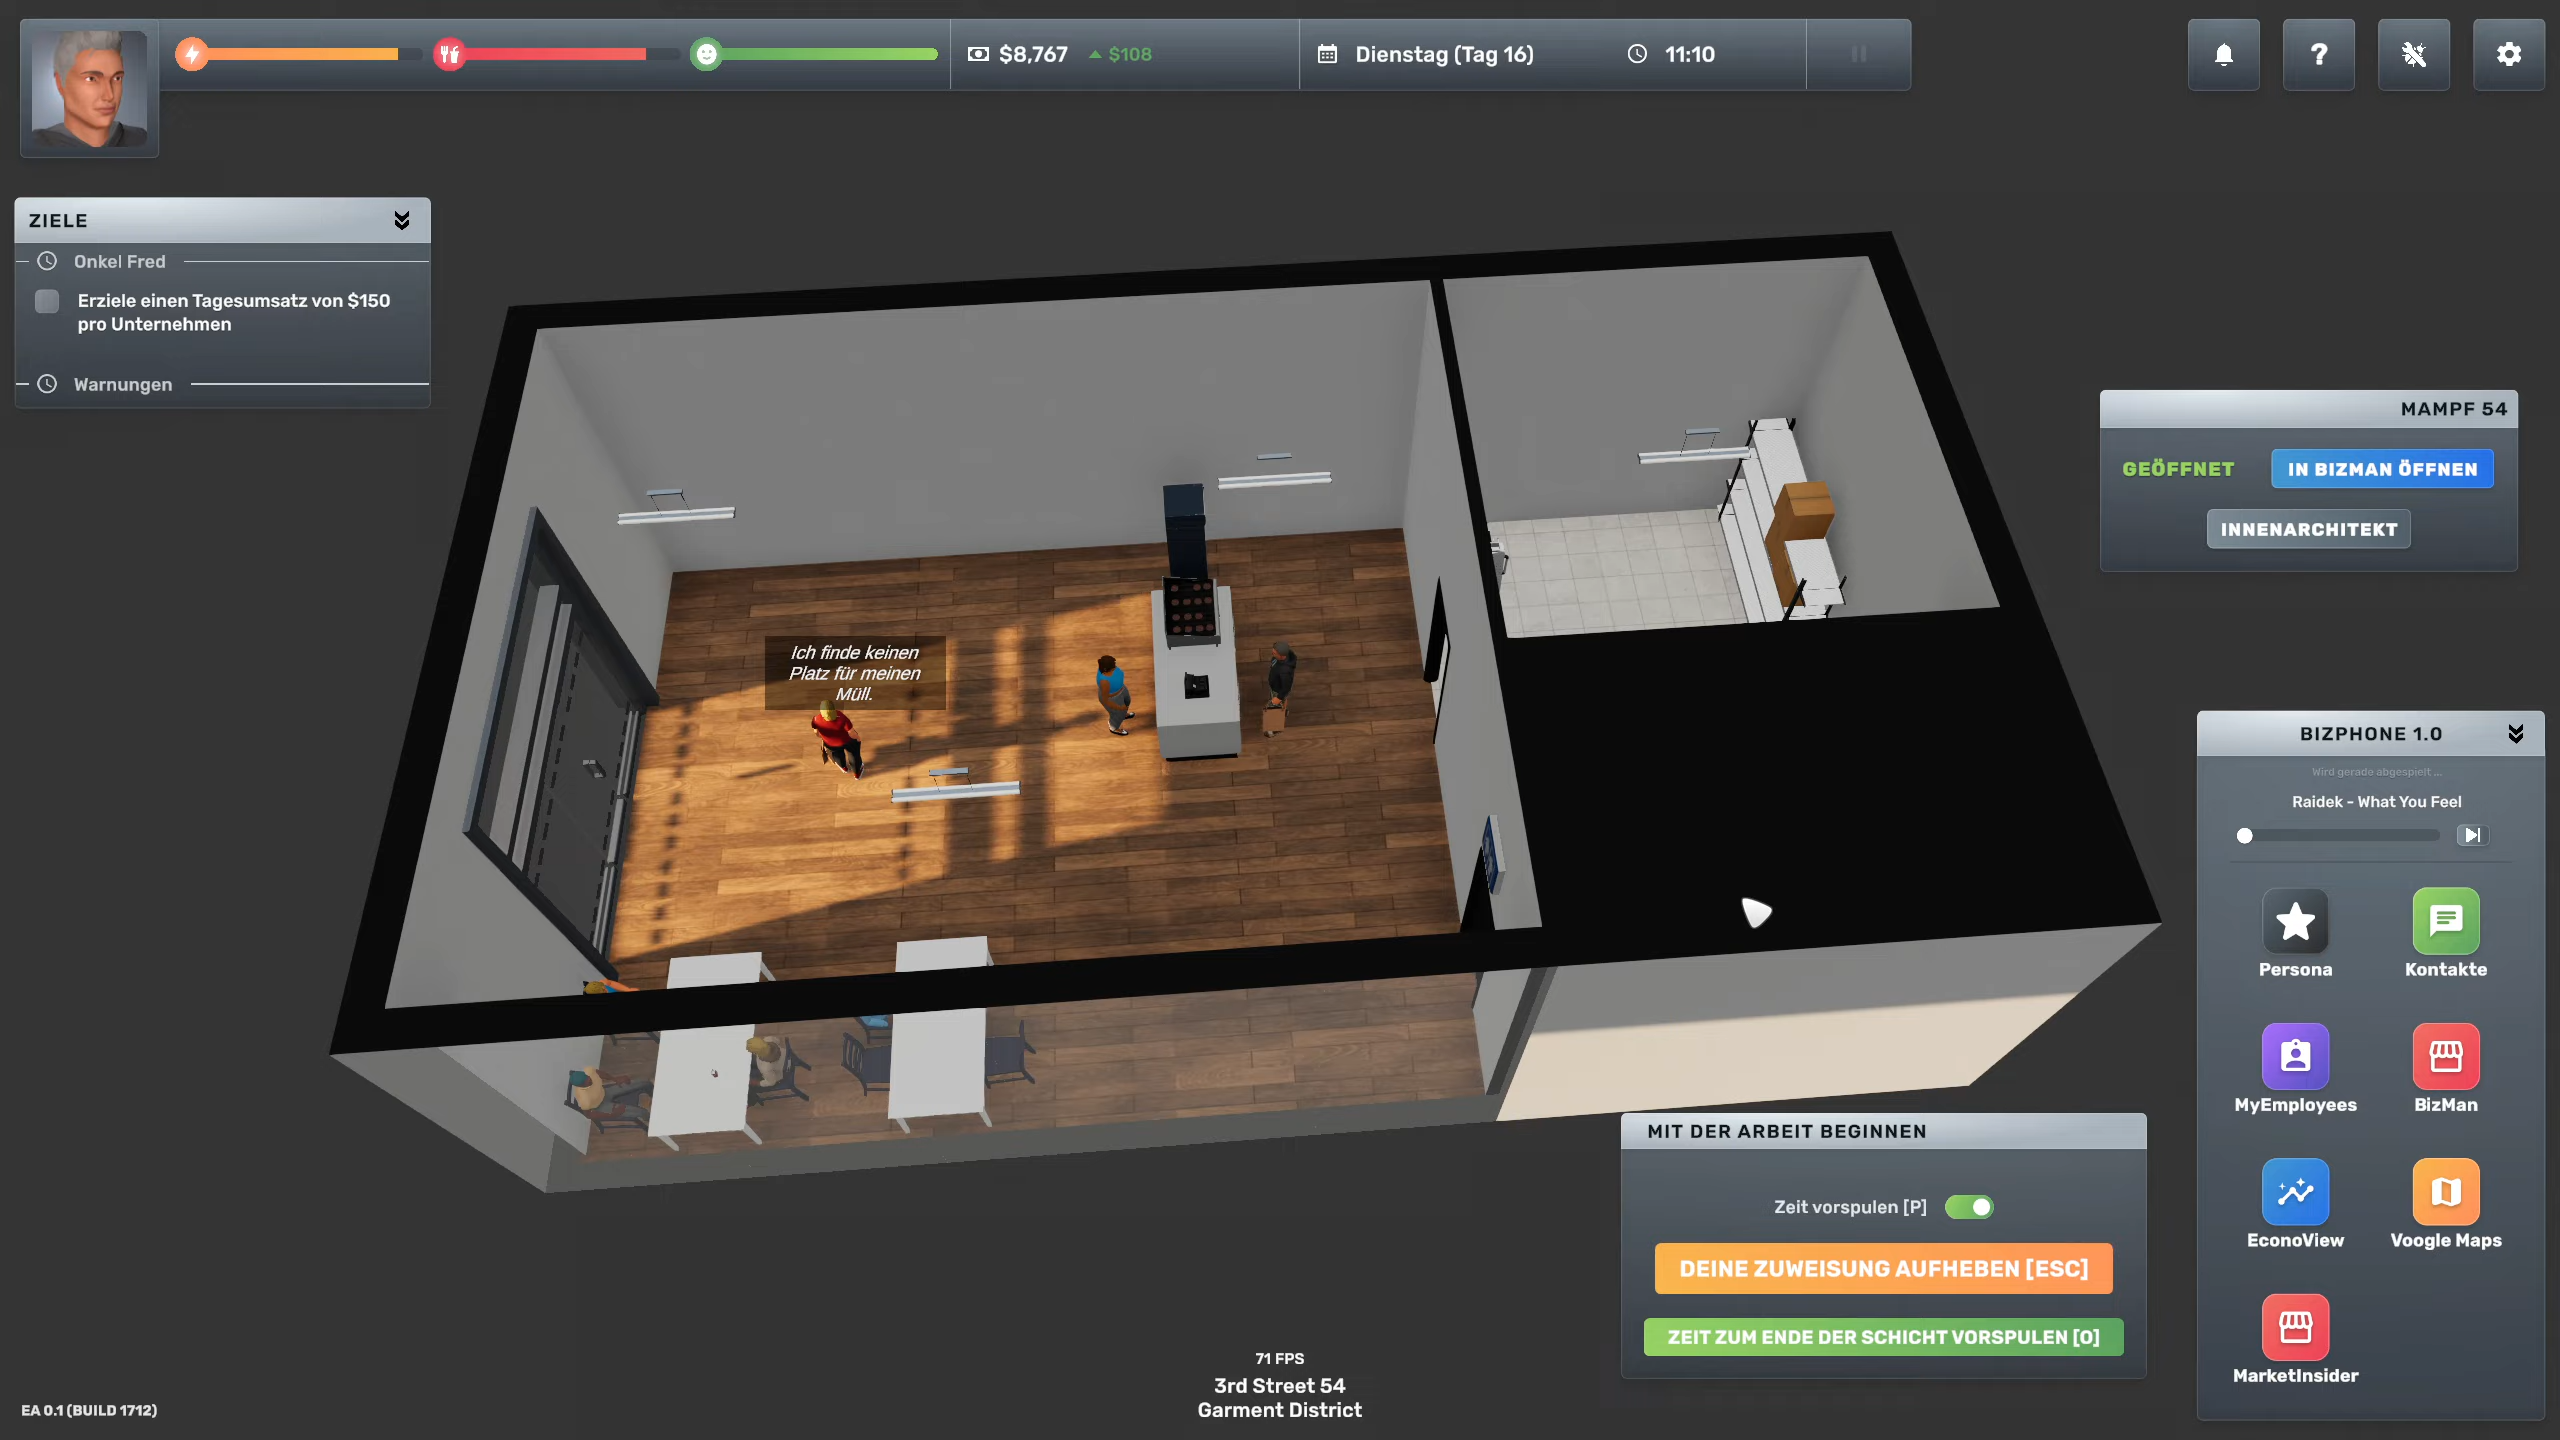 $8,767
$108
Dienstag (Tag 16)
11:10
?
ZIELE
Onkel Fred
Erziele einen Tagesumsatz von $150
pro Unternehmen
Warnungen
MAMPF 54
GEÖFFNET
IN BIZMAN ÖFFNEN
INNENARCHITEKT
Ich finde keinen
Platz für meinen
Müll.
BIZPHONE 1.0
Wird gerade abgespielt ...
Raidek - What You Feel
Persona
Kontakte
MyEmployees
BizMan
EconoView
Voogle Maps
MarketInsider
MIT DER ARBEIT BEGINNEN
Zeit vorspulen [P]
DEINE ZUWEISUNG AUFHEBEN [ESC]
ZEIT ZUM ENDE DER SCHICHT VORSPULEN [O]
71 FPS
3rd Street 54
Garment District
EA 0.1 (BUILD 1712)